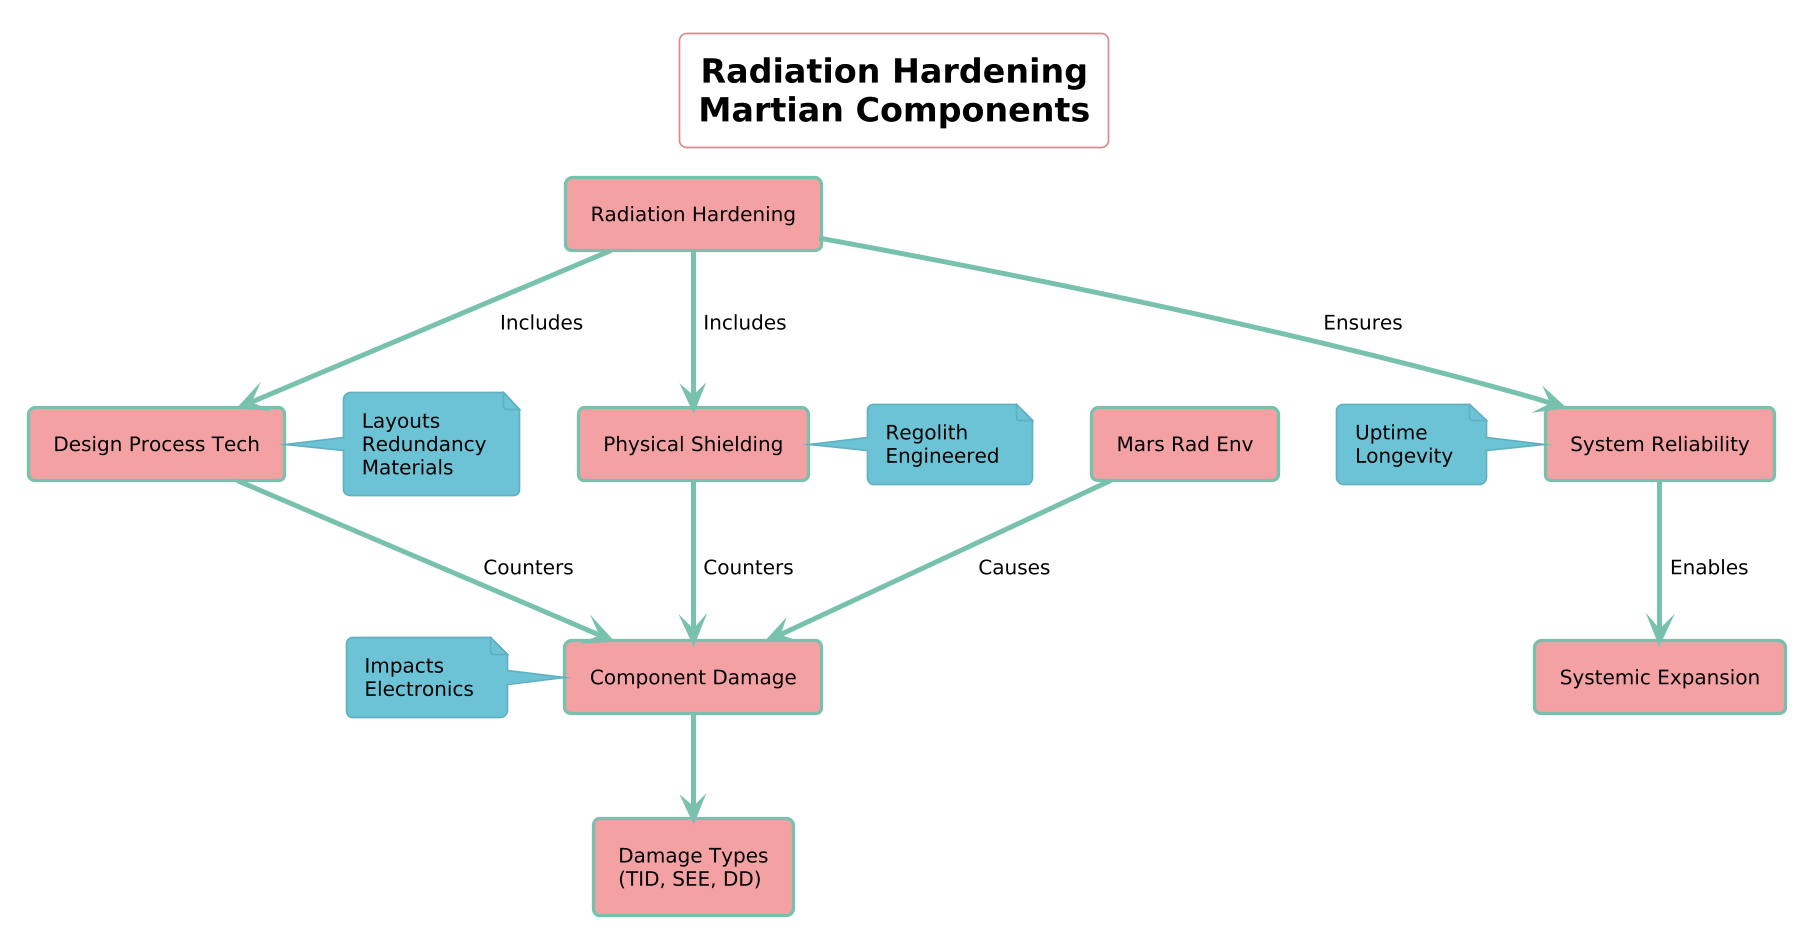 Radiation Hardening
Martian Components
Radiation Hardening
Includes
Includes
Ensures
Design Process Tech
Layouts
Redundancy
Materials
Physical Shielding
Regolith
Engineered
Mars Rad Env
Uptime
Longevity
System Reliability
Counters
Counters
Causes
Enables
Impacts
Electronics
Component Damage
Systemic Expansion
Damage Types
(TID, SEE, DD)